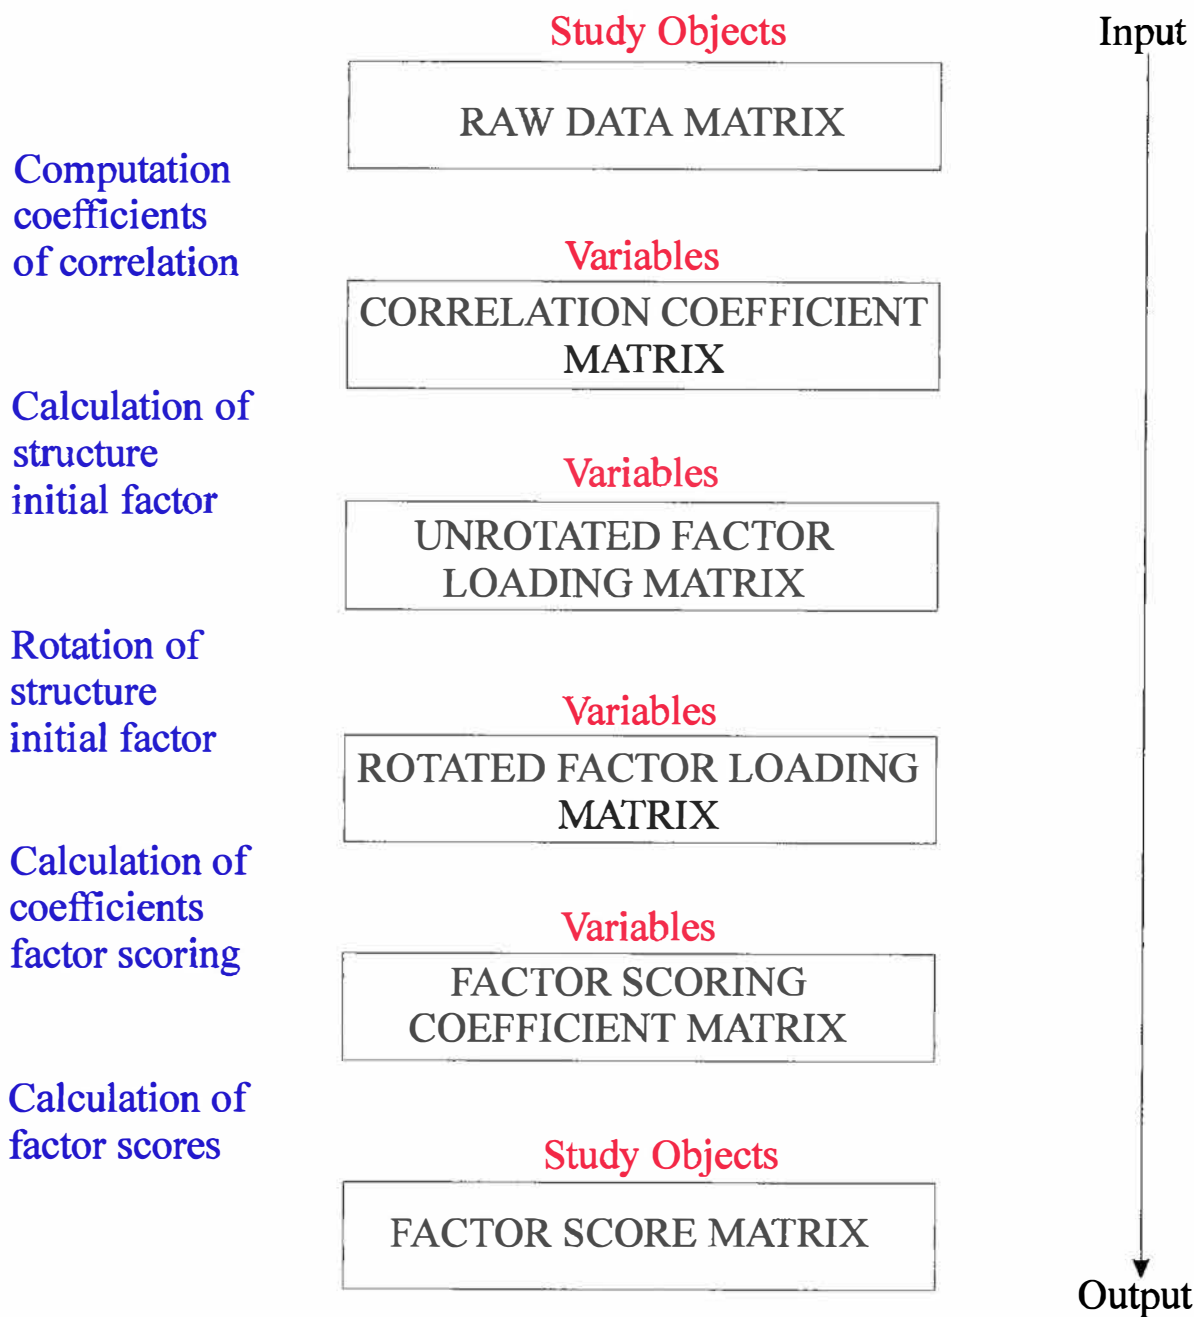 Study Objects
Input
RAW DATA MATRIX
Computation
coefficients
of correlation
Variables
CORRELATION COEFFICIENT
MATRIX
Calculation of
structure
initial factor
Variables
UNROTATED FACTOR
LOADING MATRIX
Rotation of
structure
initial factor
Variables
ROTATED FACTOR LOADING
MATRIX
Calculation of
coefficients
factor scoring
Variables
FACTOR SCORING
COEFFICIENT MATRIX
Calculation of
factor scores
Study Objects
FACTOR SCORE MATRIX
Output